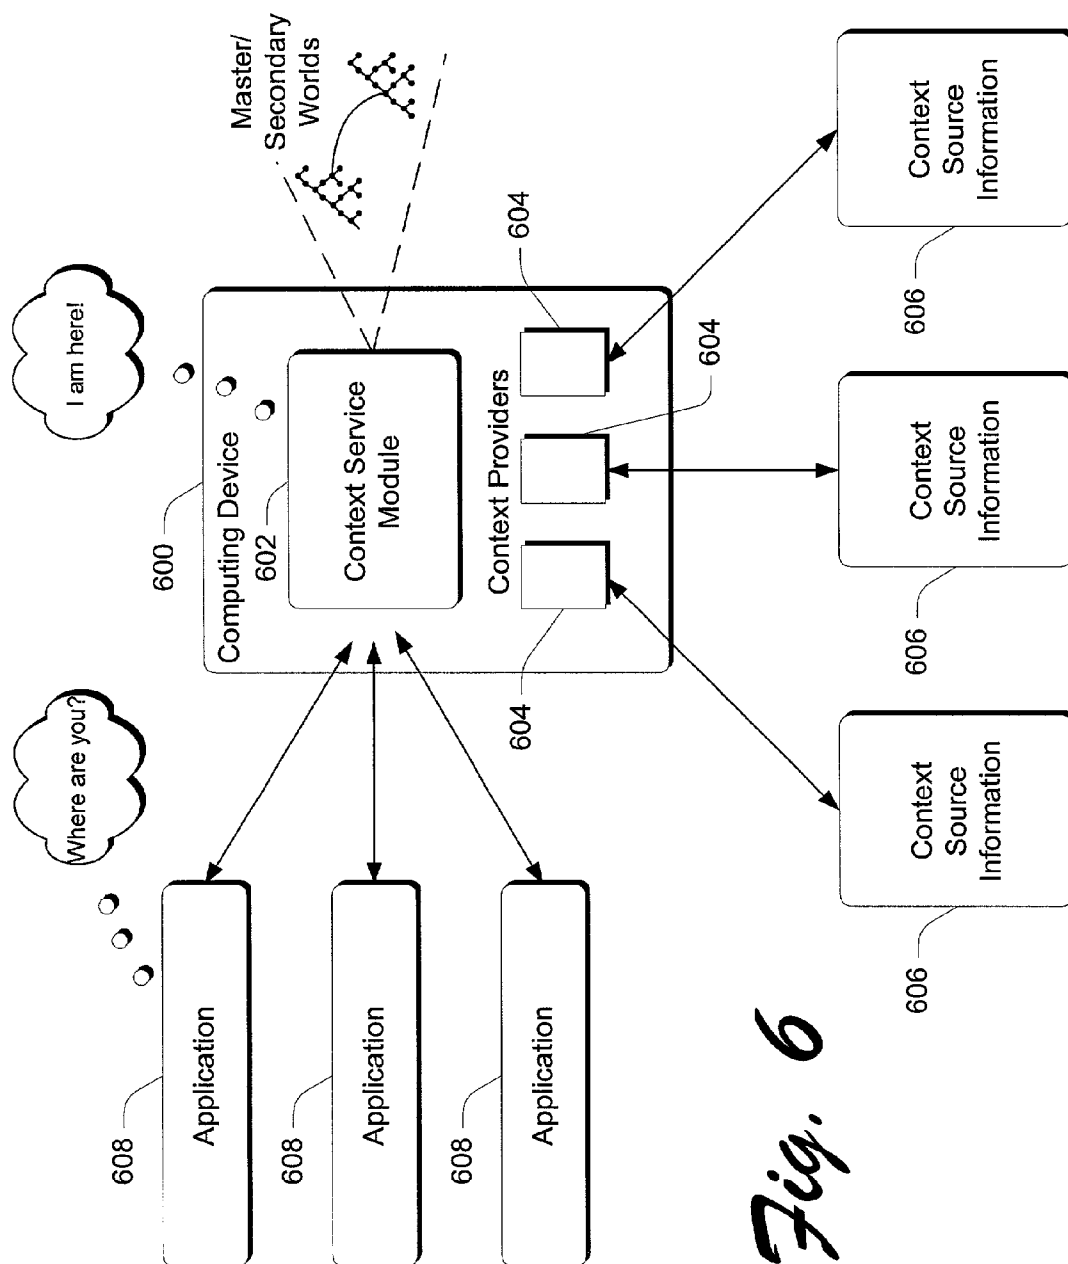 Where are you?
I am here!
608
Application
608
Application
608
Application
600
Computing Device
602
Context Service
Module
Master/
Secondary
Worlds
Context Providers
604
604
604
606
Context
Source
Information
606
Context
Source
Information
606
Context
Source
Information
Fig. 6